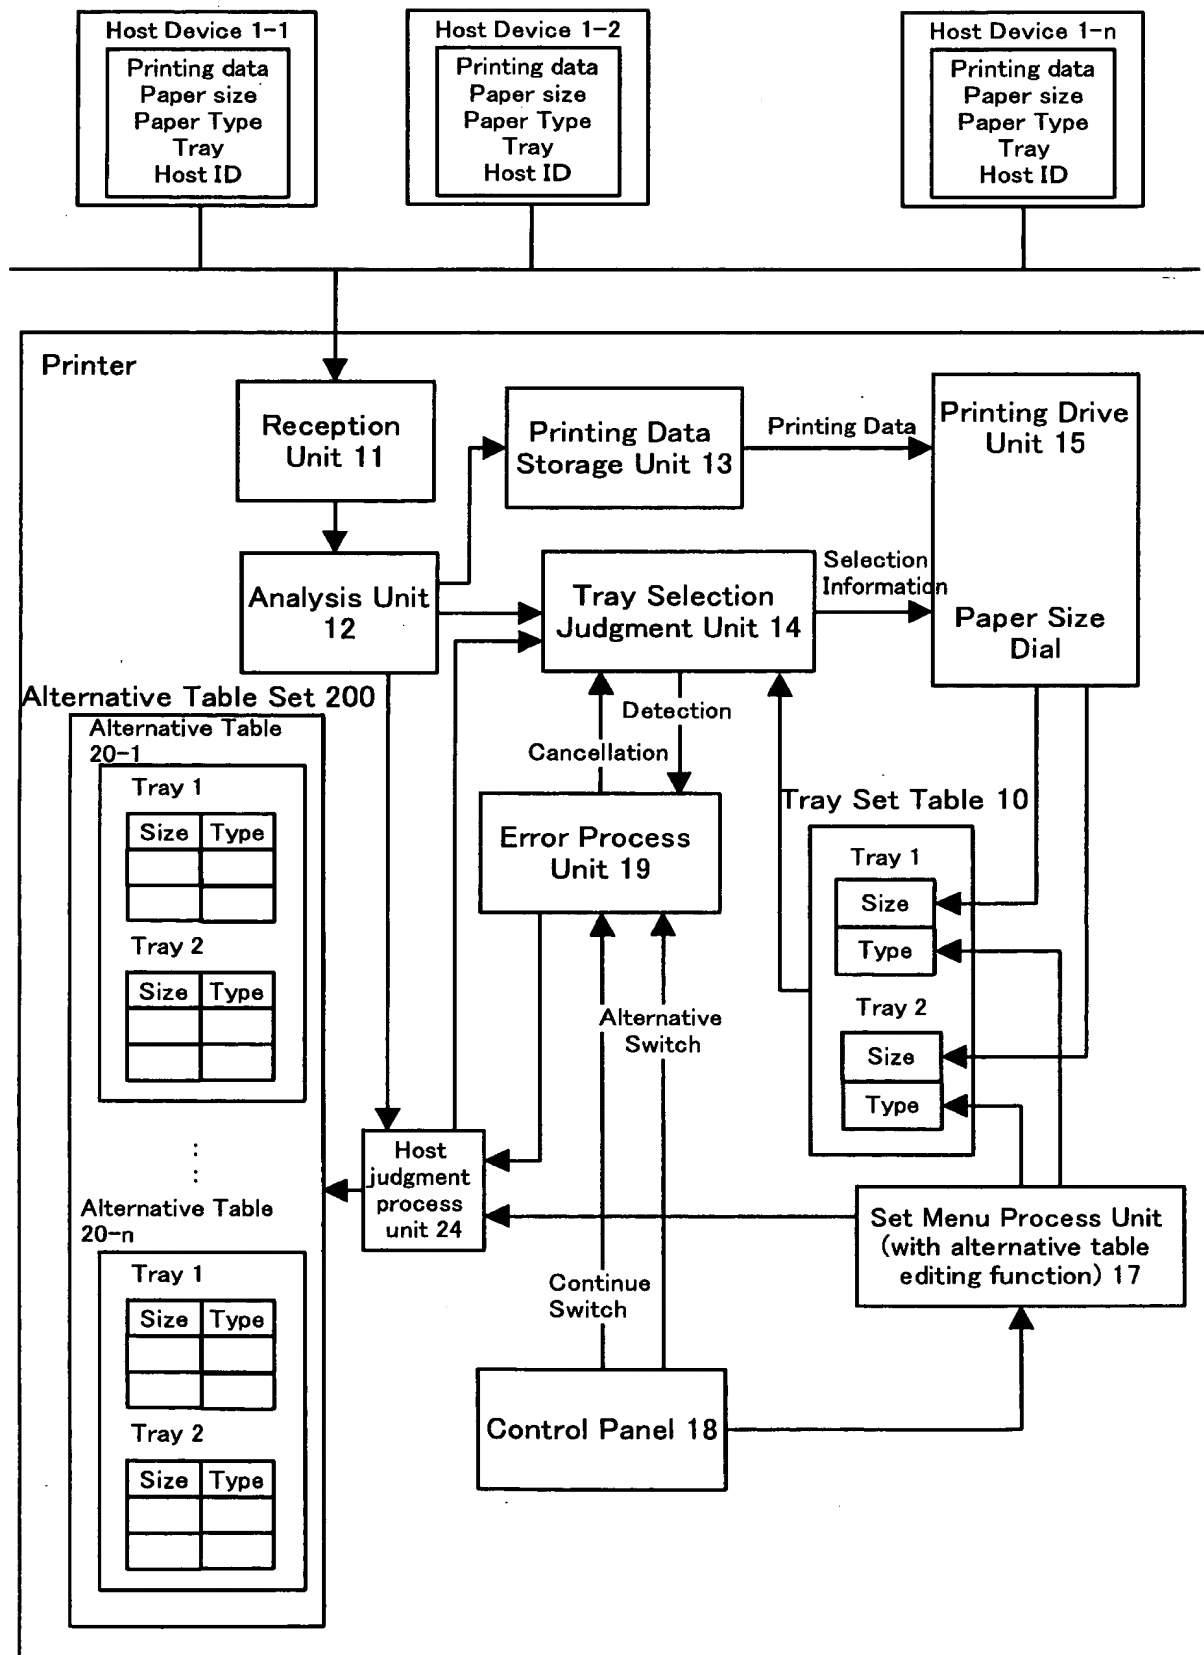 Host Device 1-1
Printing data
Paper size
Paper Type
Tray
Host ID
Host Device 1-2
Printing data
Paper size
Paper Type
Tray
Host ID
Host Device 1-n
Printing data
Paper size
Paper Type
Tray
Host ID
Printer
Reception
Unit 11
Printing Data
Storage Unit 13
Printing Data
Printing Drive
Unit 15
Analysis Unit
12
Tray Selection
Judgment Unit 14
Selection
Information
Paper Size
Dial
Alternative Table Set 200
Alternative Table
20-1
Tray 1
Size Type
Tray 2
Size Type
Cancellation
Detection
Error Process
Unit 19
Tray Set Table 10
Tray 1
Size
Type
Tray 2
Size
Type
Alternative
Switch
Host
judgment
process
unit 24
Alternative Table
20-n
Tray 1
Size Type
Tray 2
Size Type
Set Menu Process Unit
(with alternative table
editing function) 17
Continue
Switch
Control Panel 18